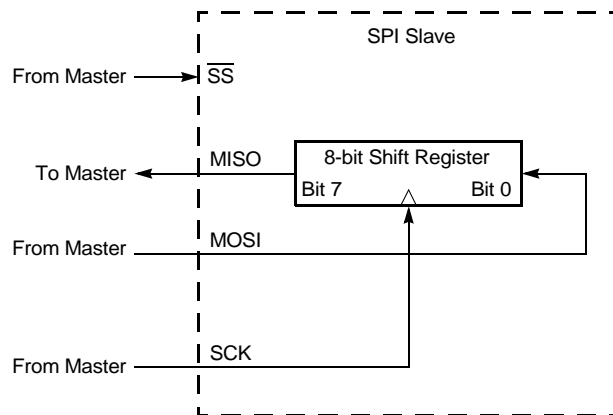 SPI Slave
From Master
SS
To Master
MISO
8-bit Shift Register
Bit 7
Bit 0
From Master
MOSI
From Master
SCK